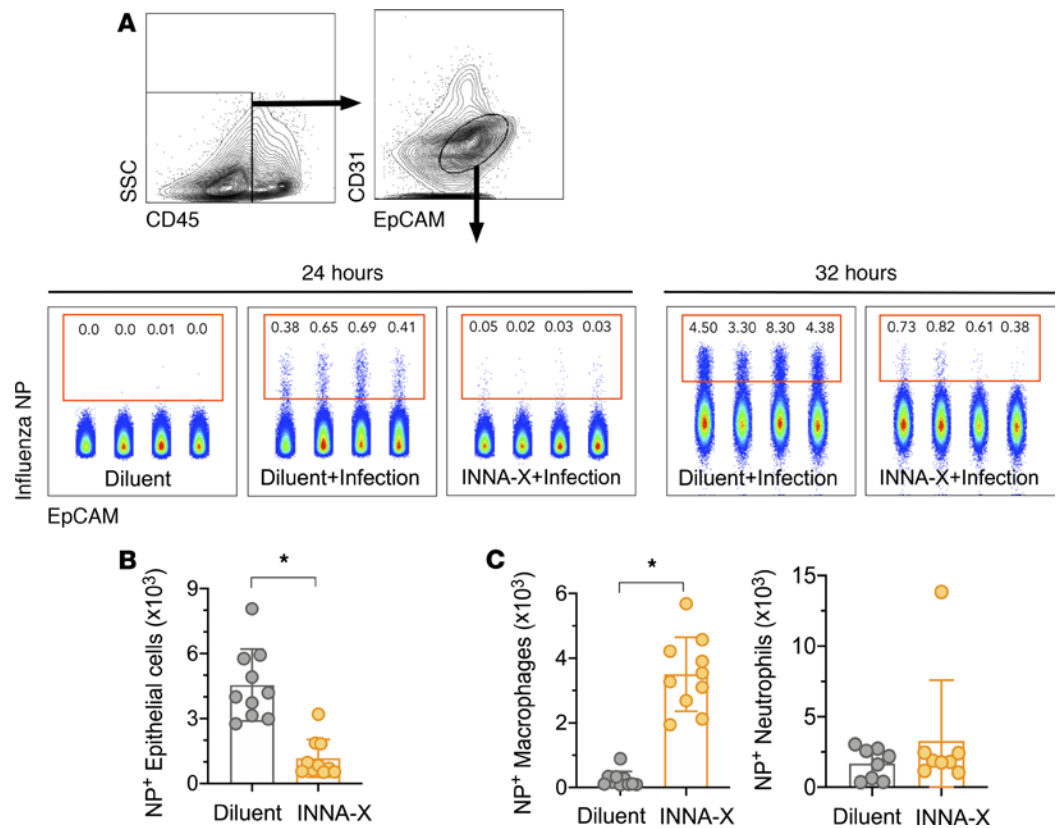 A
SSC
CD45
CD31
EpCAM
24 hours
32 hours
Influenza NP
0.0 0.0 0.01 0.0
Diluent
0.38 0.65 0.69 0.41
Diluent+Infection
0.05 0.02 0.03 0.03
INNA-X+Infection
4.50 3.30 8.30 4.38
Diluent+Infection
0.73 0.82 0.61 0.38
INNA-X+Infection
EpCAM
B
NP⁺ Epithelial cells (x10³)
9
6
3
0
*
Diluent INNA-X
C
NP⁺ Macrophages (x10³)
6
4
2
0
*
Diluent INNA-X
NP⁺ Neutrophils (x10³)
15
12
5
0
Diluent INNA-X